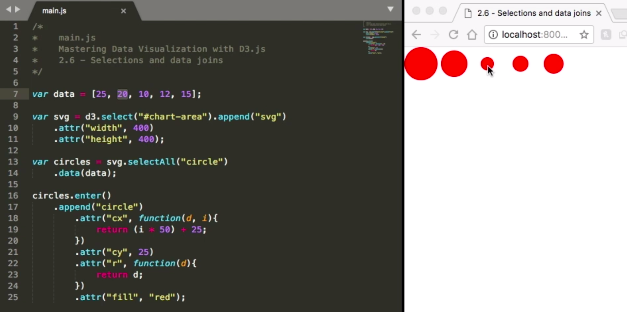 main.js
2.6 - Selections and data joins
localhost:800...
1 /*
2 *    main.js
3 *    Mastering Data Visualization with D3.js
4 *    2.6 - Selections and data joins
5 */
6
7 var data = [25, 20, 10, 12, 15];
8
9 var svg = d3.select("#chart-area").append("svg")
10     .attr("width", 400)
11     .attr("height", 400);
12
13 var circles = svg.selectAll("circle")
14     .data(data);
15
16 circles.enter()
17     .append("circle")
18         .attr("cx", function(d, i){
19             return (i * 50) + 25;
20         })
21         .attr("cy", 25)
22         .attr("r", function(d){
23             return d;
24         })
25         .attr("fill", "red");